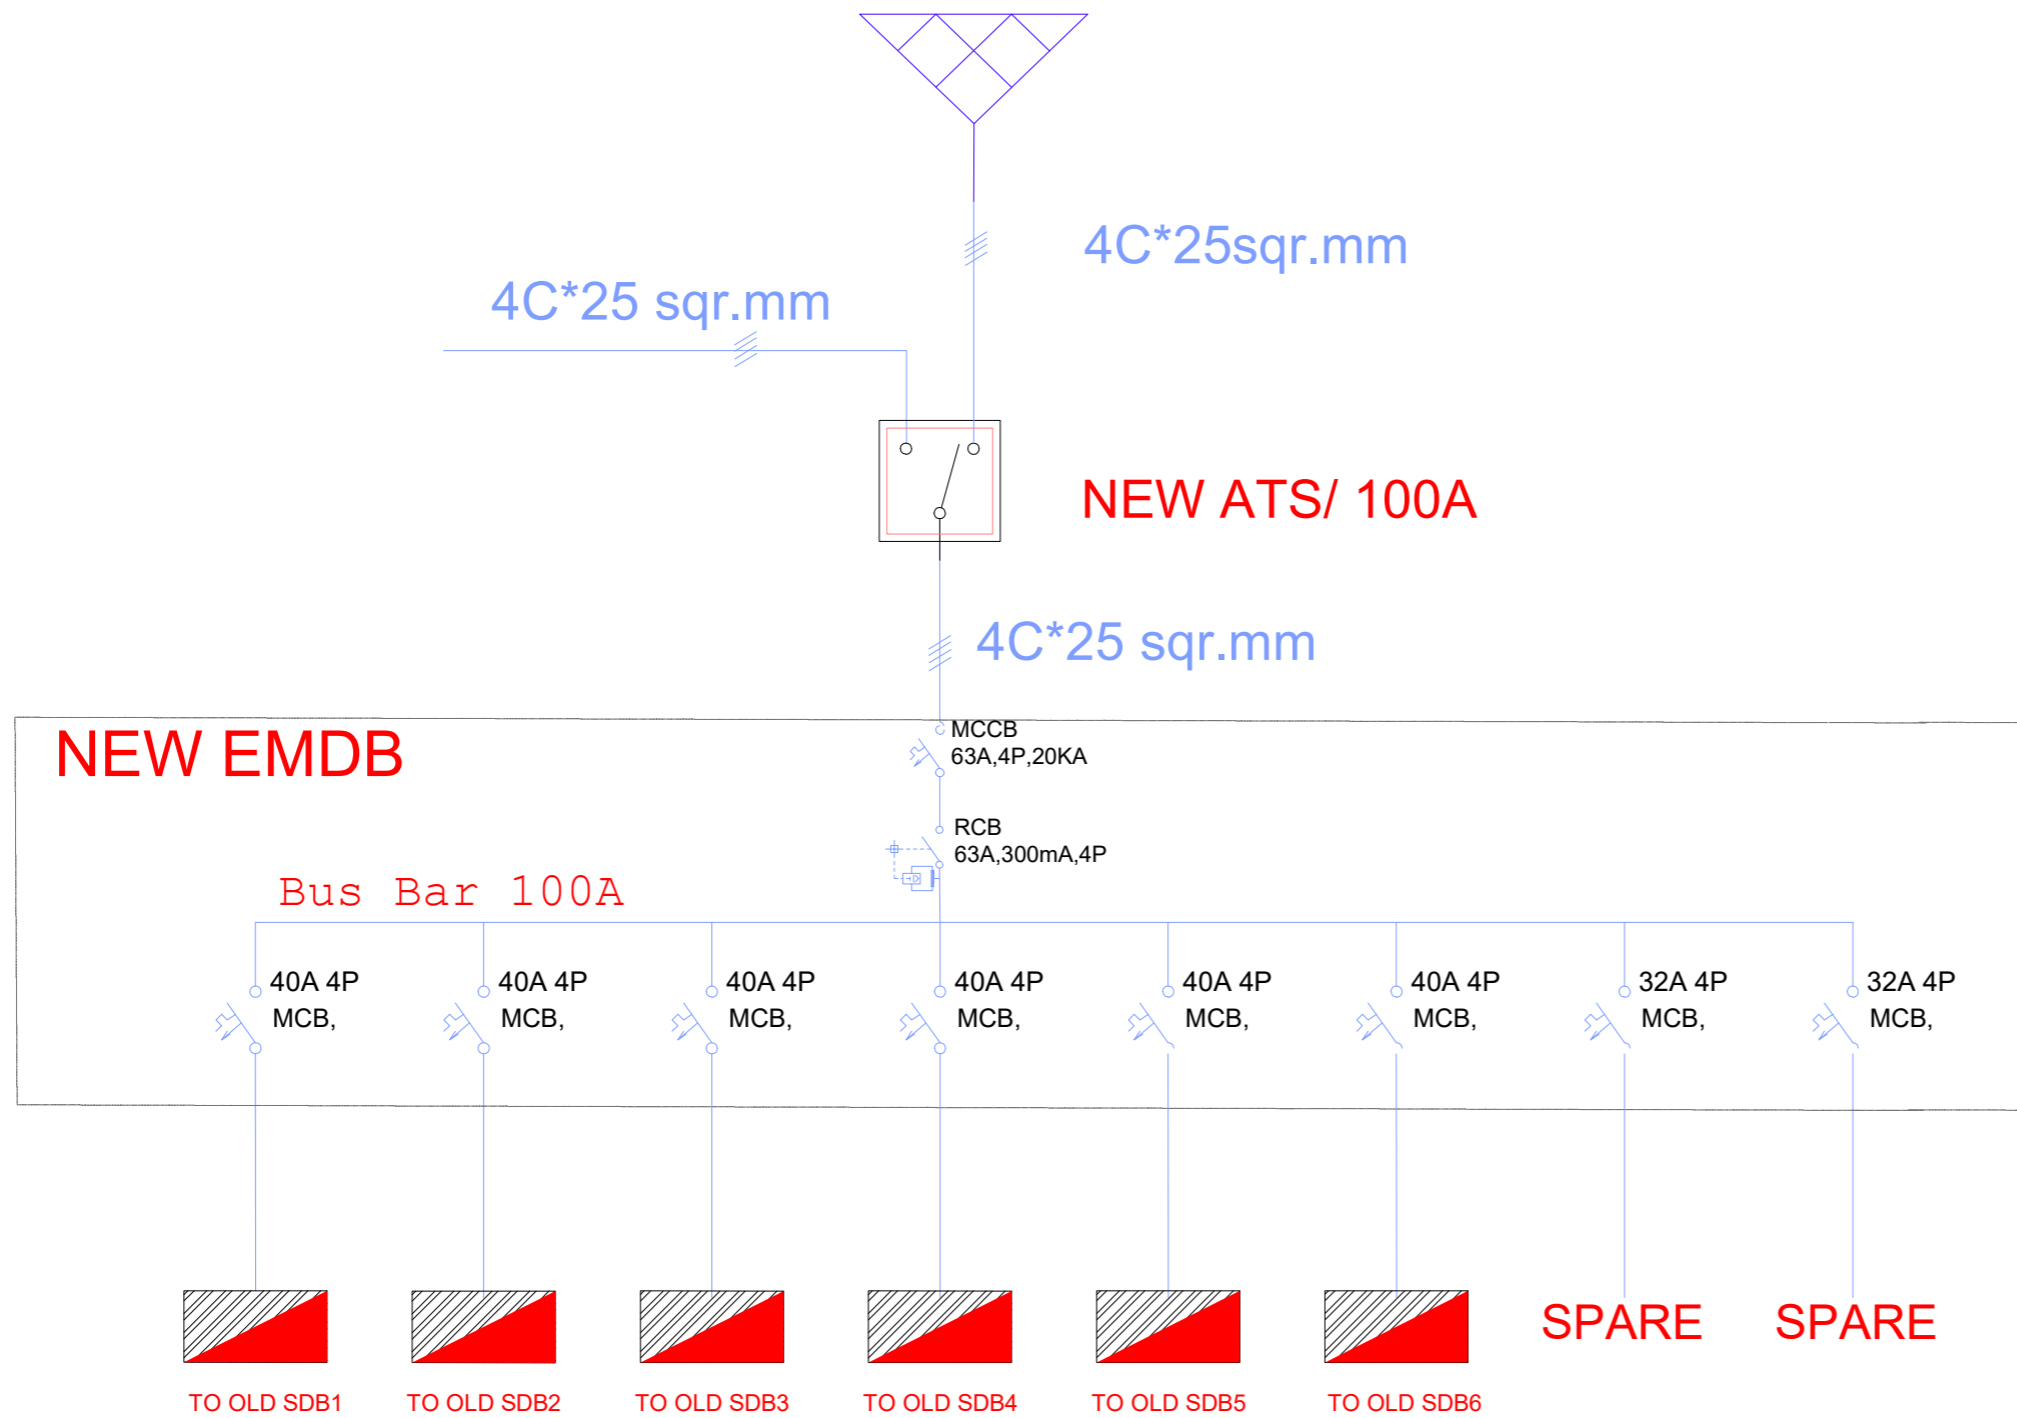 4C*25sqr.mm
4C*25 sqr.mm
NEW ATS/ 100A
4C*25 sqr.mm
NEW EMDB
MCCB
63A,4P,20KA
RCB
63A,300mA,4P
Bus Bar 100A
40A 4P
MCB,
40A 4P
MCB,
40A 4P
MCB,
40A 4P
MCB,
40A 4P
MCB,
40A 4P
MCB,
32A 4P
MCB,
32A 4P
MCB,
SPARE
SPARE
TO OLD SDB1
TO OLD SDB2
TO OLD SDB3
TO OLD SDB4
TO OLD SDB5
TO OLD SDB6